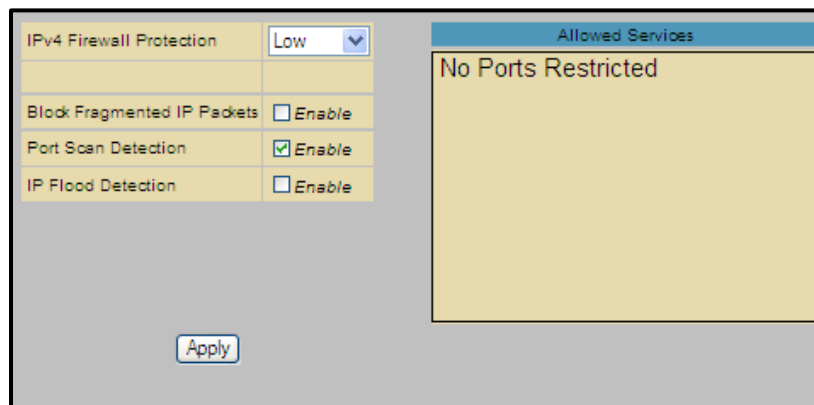 IPv4 Firewall Protection
Low
Block Fragmented IP Packets
Enable
Port Scan Detection
Enable
IP Flood Detection
Enable
Apply
Allowed Services
No Ports Restricted